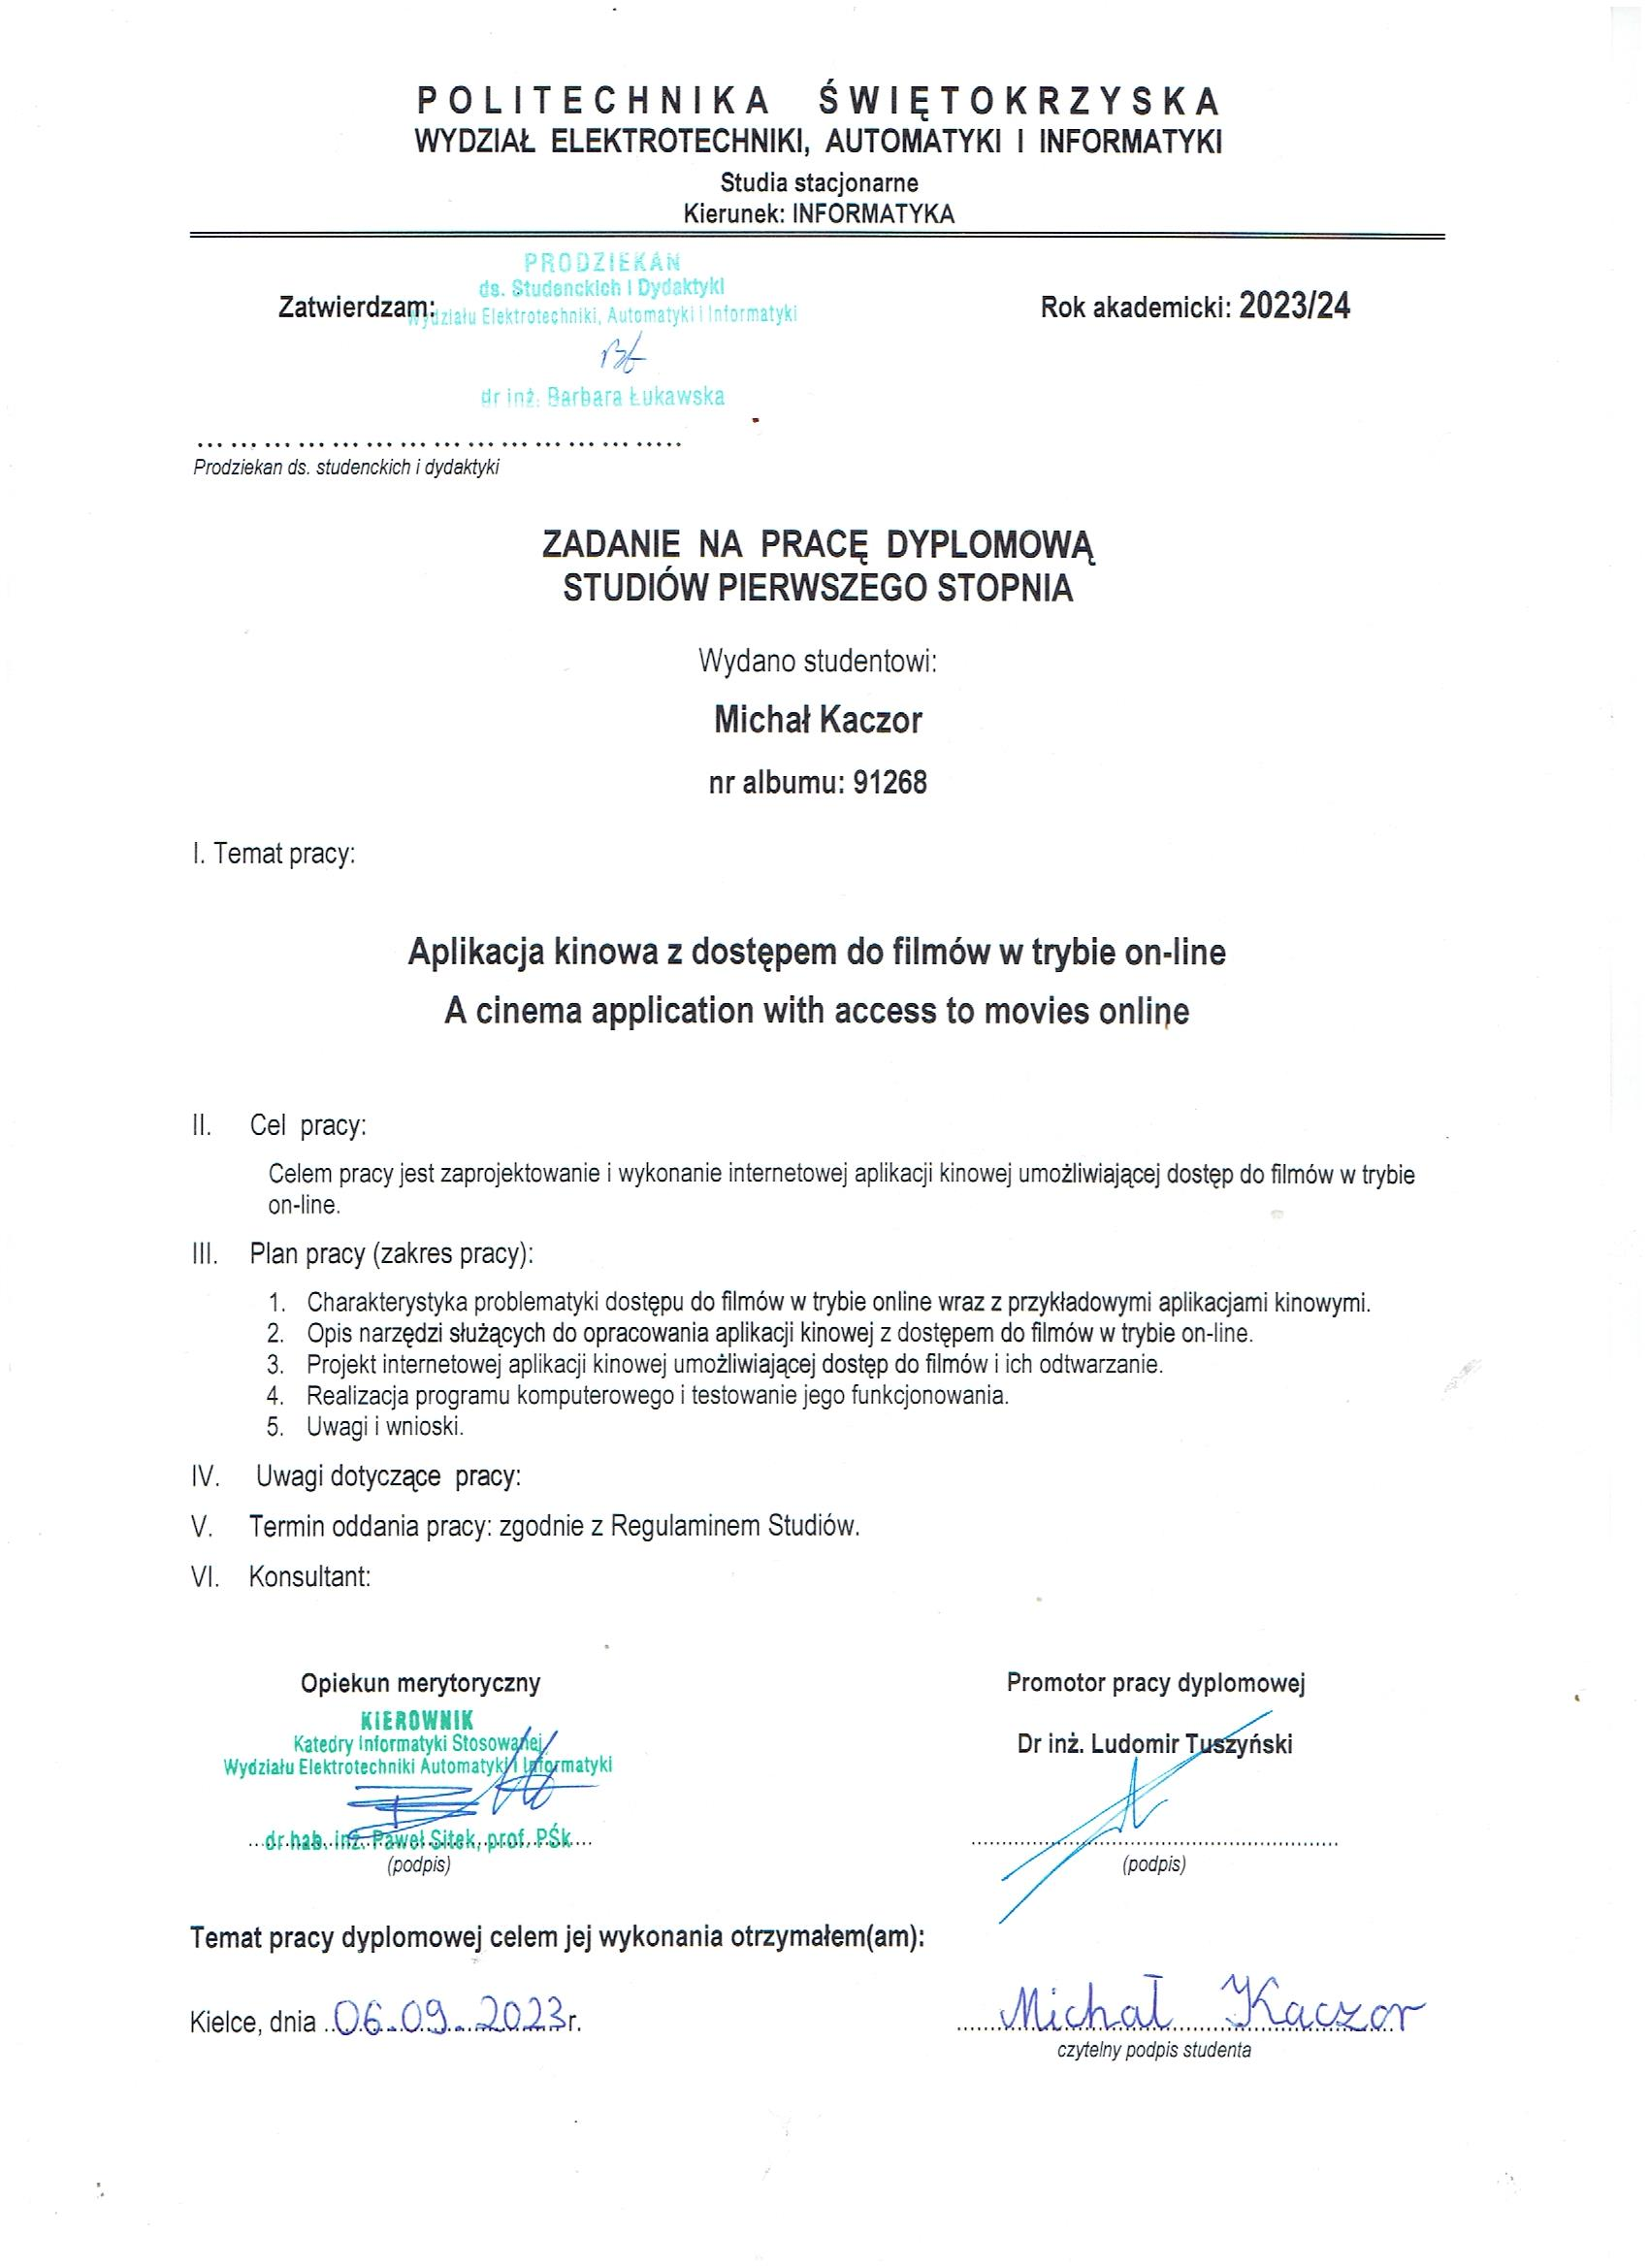 POLITECHNIKA ŚWIĘTOKRZYSKA
WYDZIAŁ ELEKTROTECHNIKI, AUTOMATYKI I INFORMATYKI
Studia stacjonarne
Kierunek: INFORMATYKA
PRODZIEKAN
ds. Studenckich i Dydaktyki
Zatwierdzam: Wydziału Elektrotechniki, Automatyki i Informatyki
Rok akademicki: 2023/24
dr inż. Barbara Łukawska
Prodziekan ds. studenckich i dydaktyki
ZADANIE NA PRACĘ DYPLOMOWĄ
STUDIÓW PIERWSZEGO STOPNIA
Wydano studentowi:
Michał Kaczor
nr albumu: 91268
I. Temat pracy:
Aplikacja kinowa z dostępem do filmów w trybie on-line
A cinema application with access to movies online
II. Cel pracy:
Celem pracy jest zaprojektowanie i wykonanie internetowej aplikacji kinowej umożliwiającej dostęp do filmów w trybie
on-line.
III. Plan pracy (zakres pracy):
1. Charakterystyka problematyki dostępu do filmów w trybie online wraz z przykładowymi aplikacjami kinowymi.
2. Opis narzędzi służących do opracowania aplikacji kinowej z dostępem do filmów w trybie on-line.
3. Projekt internetowej aplikacji kinowej umożliwiającej dostęp do filmów i ich odtwarzanie.
4. Realizacja programu komputerowego i testowanie jego funkcjonowania.
5. Uwagi i wnioski.
IV. Uwagi dotyczące pracy:
V. Termin oddania pracy: zgodnie z Regulaminem Studiów.
VI. Konsultant:
Opiekun merytoryczny
KIEROWNIK
Katedry Informatyki Stosowanej
Wydziału Elektrotechniki Automatyki i Informatyki
dr hab. inż. Paweł Sitek, prof. PŚk
(podpis)
Promotor pracy dyplomowej
Dr inż. Ludomir Tuszyński
(podpis)
Temat pracy dyplomowej celem jej wykonania otrzymałem(am):
Kielce, dnia 06.09.2023r.
Michał Kaczor
czytelny podpis studenta